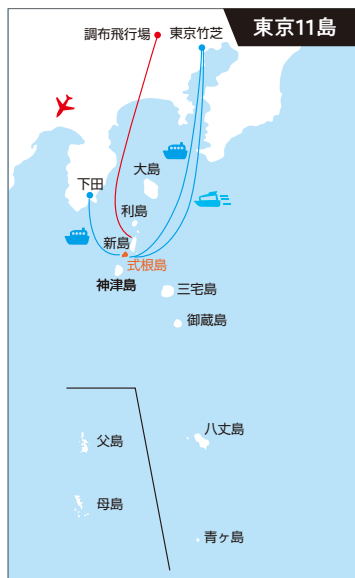 東京11島
調布飛行場
東京竹芝
大島
下田
利島
新島
式根島
神津島
三宅島
御蔵島
八丈島
父島
母島
青ヶ島